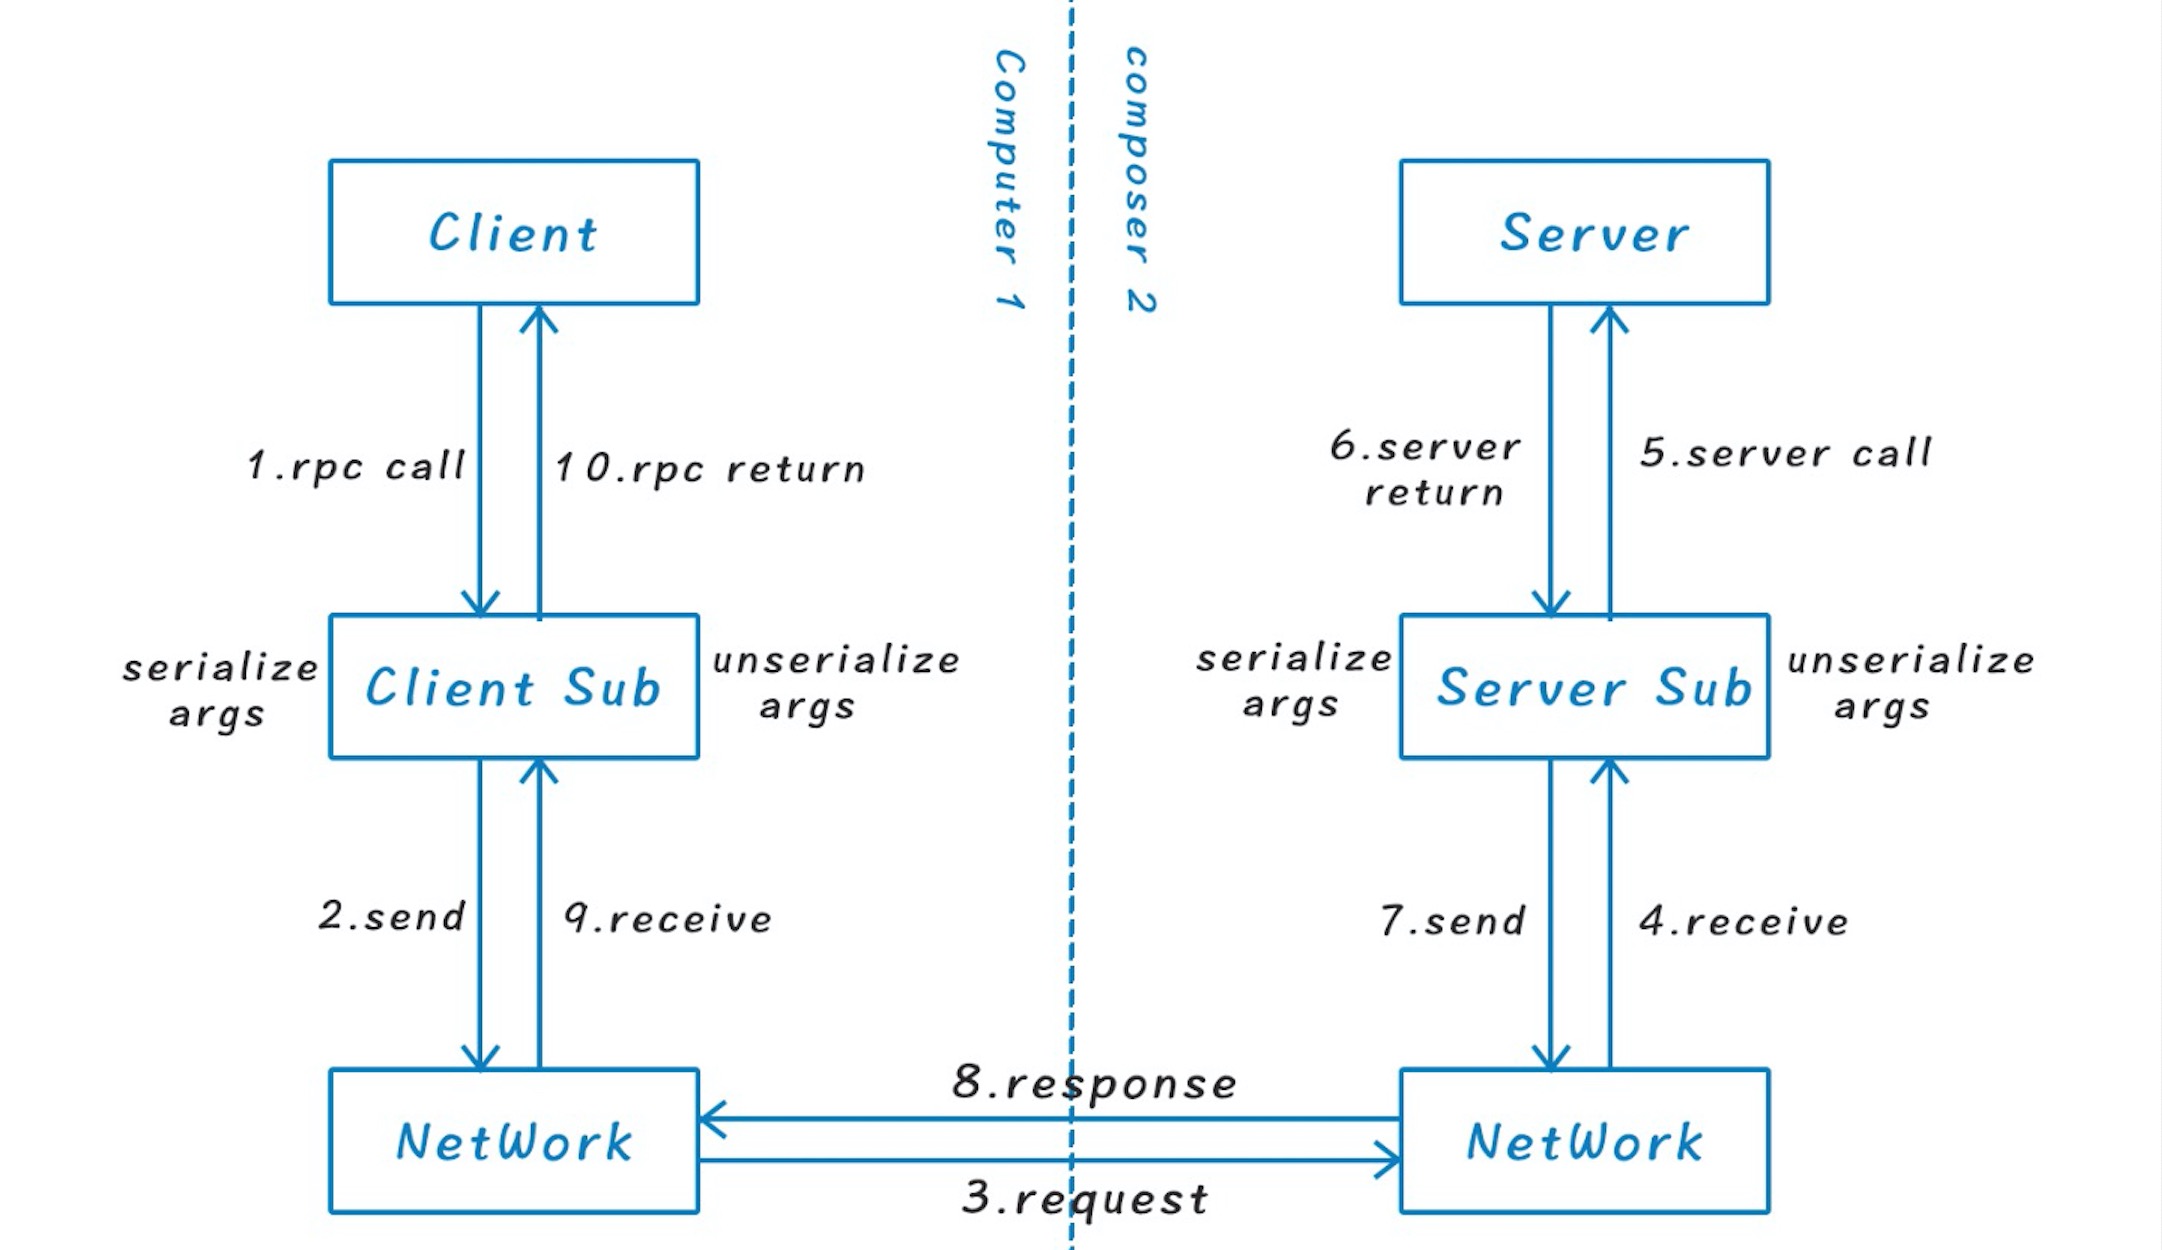 Computer 1
composer 2
Client
Server
1.rpc call
10.rpc return
6.server
return
5.server call
serialize
args
Client Sub
unserialize
args
serialize
args
Server Sub
unserialize
args
2.send
9.receive
7.send
4.receive
8.response
NetWork
NetWork
3.request